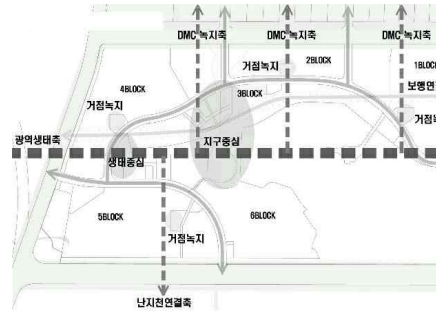 DMC 녹지축
DMC 녹지축
DMC 녹지축
2BLOCK
1BLOCK
거점녹지
4BLOCK
보행연
3BLOCK
거점녹지
거점녹
광역생태축
지구중심
생태중심
5BLOCK
6BLOCK
거점녹지
난지천연결축